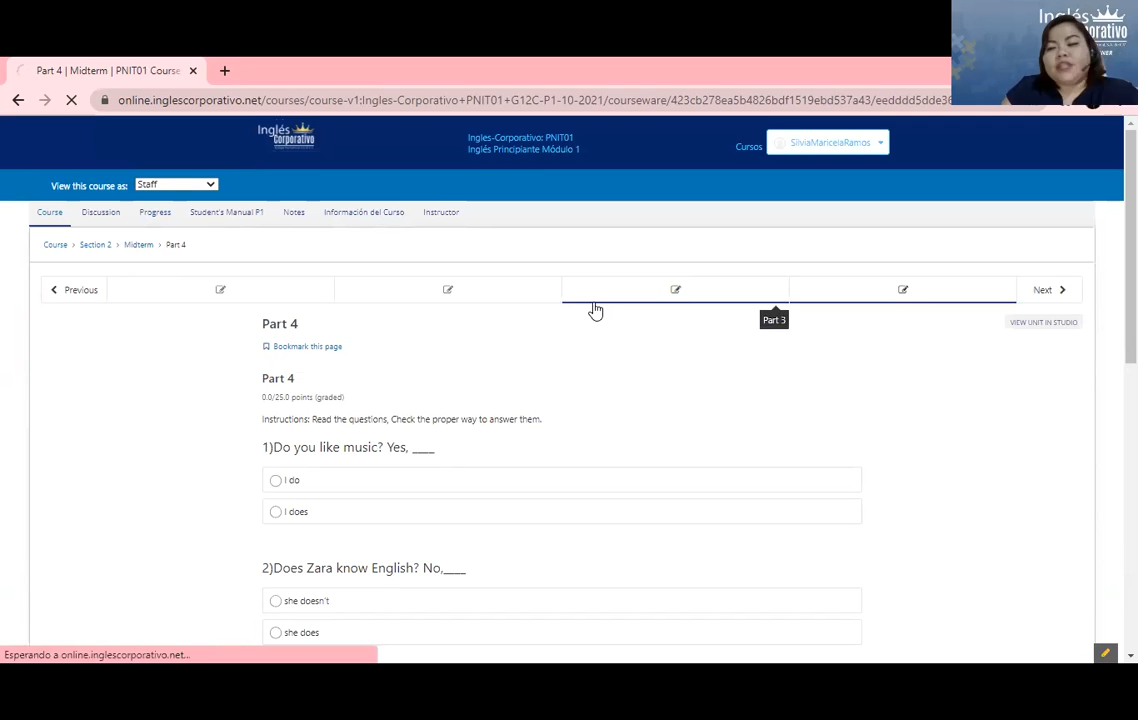 Inglés
orativo
NER
Part 4 | Midterm | PNIT01 Course
online.inglescorporativo.net/courses/course-v1:Ingles-Corporativo+PNIT01+G12C-P1-10-2021/courseware/423cb278ea5b4826bdf1519ebd537a43/eedddd5dde36
Inglés
Corporativo
Ingles-Corporativo: PNIT01
Inglés Principiante Módulo 1
Cursos
SilviaMaricelaRamos
View this course as:
Staff
Course
Discussion
Progress
Student's Manual P1
Notes
Información del Curso
Instructor
Course > Section 2 > Midterm > Part 4
Previous
Next
Part 3
Part 4
VIEW UNIT IN STUDIO
Bookmark this page
Part 4
0.0/25.0 points (graded)
Instructions: Read the questions, Check the proper way to answer them.
1)Do you like music? Yes, ____
I do
I does
2)Does Zara know English? No,____
she doesn't
she does
Esperando a online.inglescorporativo.net...